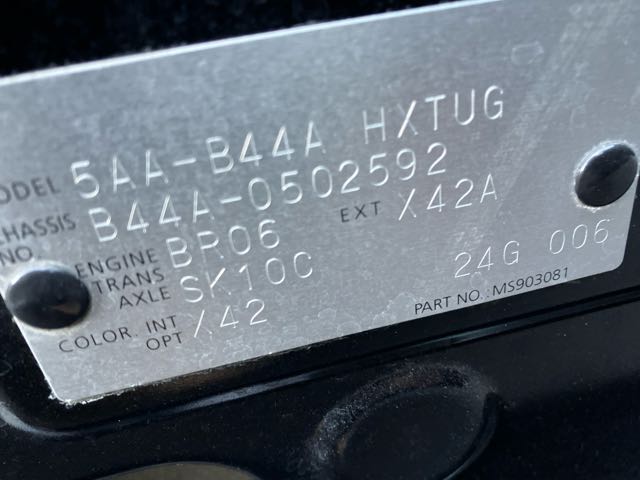 MODEL 5AA-B44A HXTUG
CHASSIS NO. B44A-0502592
ENGINE BR06 EXT X42A
TRANS AXLE SK10C 24G 006
COLOR. INT OPT /42 PART NO.: MS903081